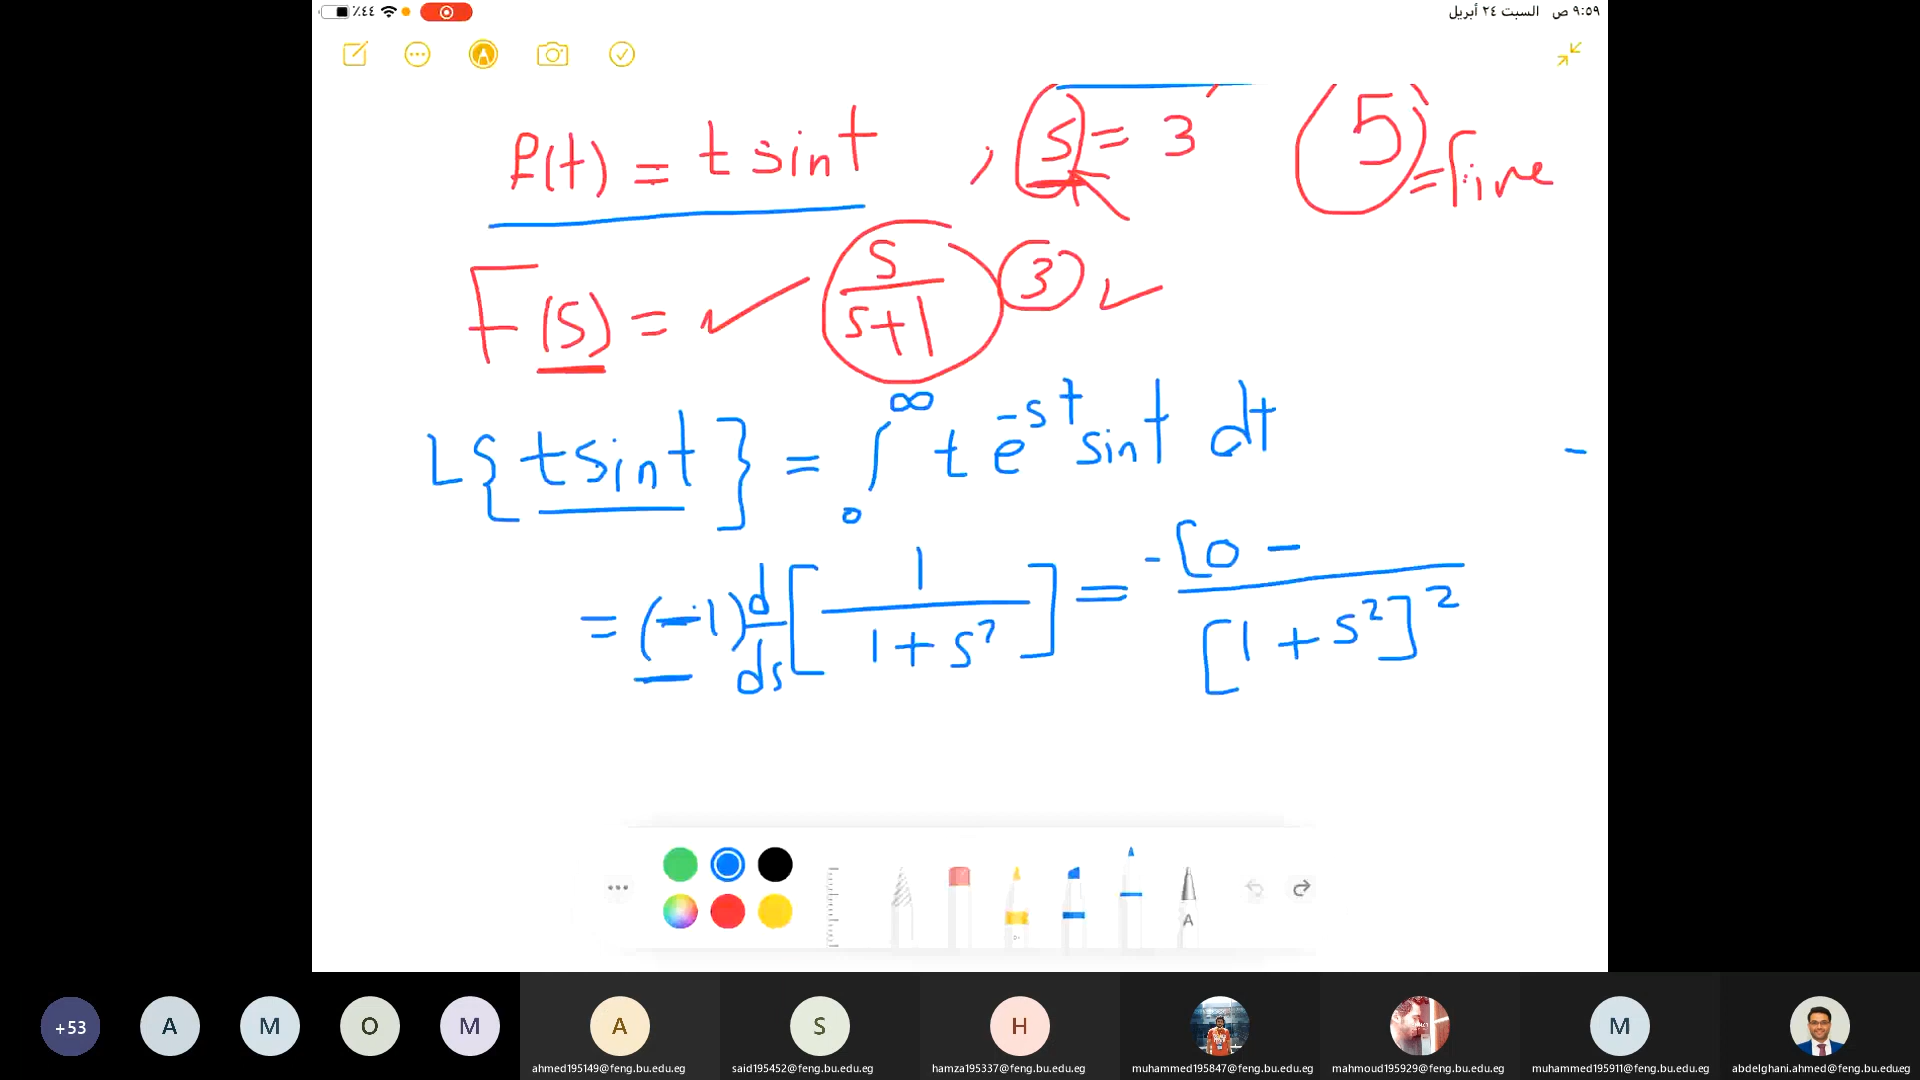 ٪٤٤
٩:٥٩ ص السبت ٢٤ أبريل
f(t) = t sin t , s = 3 5 = five
F(s) = ✓ s/(s+1) 3 ✓
L{t sin t} = ∫₀^∞ t e^{-st} sin t dt -
= (-1) d/ds [1/(1+s²)] = -[0 - / [1+s²]²
A
+53
A
M
O
M
A
S
H
M
ahmed195149@feng.bu.edu.eg
said195452@feng.bu.edu.eg
hamza195337@feng.bu.edu.eg
muhammed195847@feng.bu.edu.eg
mahmoud195929@feng.bu.edu.eg
muhammed195911@feng.bu.edu.eg
abdelghani.ahmed@feng.bu.edu.eg